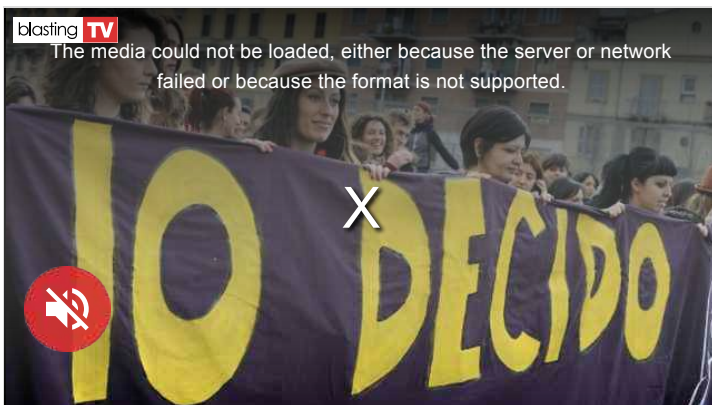 blasting TV
The media could not be loaded, either because the server or network
failed or because the format is not supported.
X
IO DECIDO